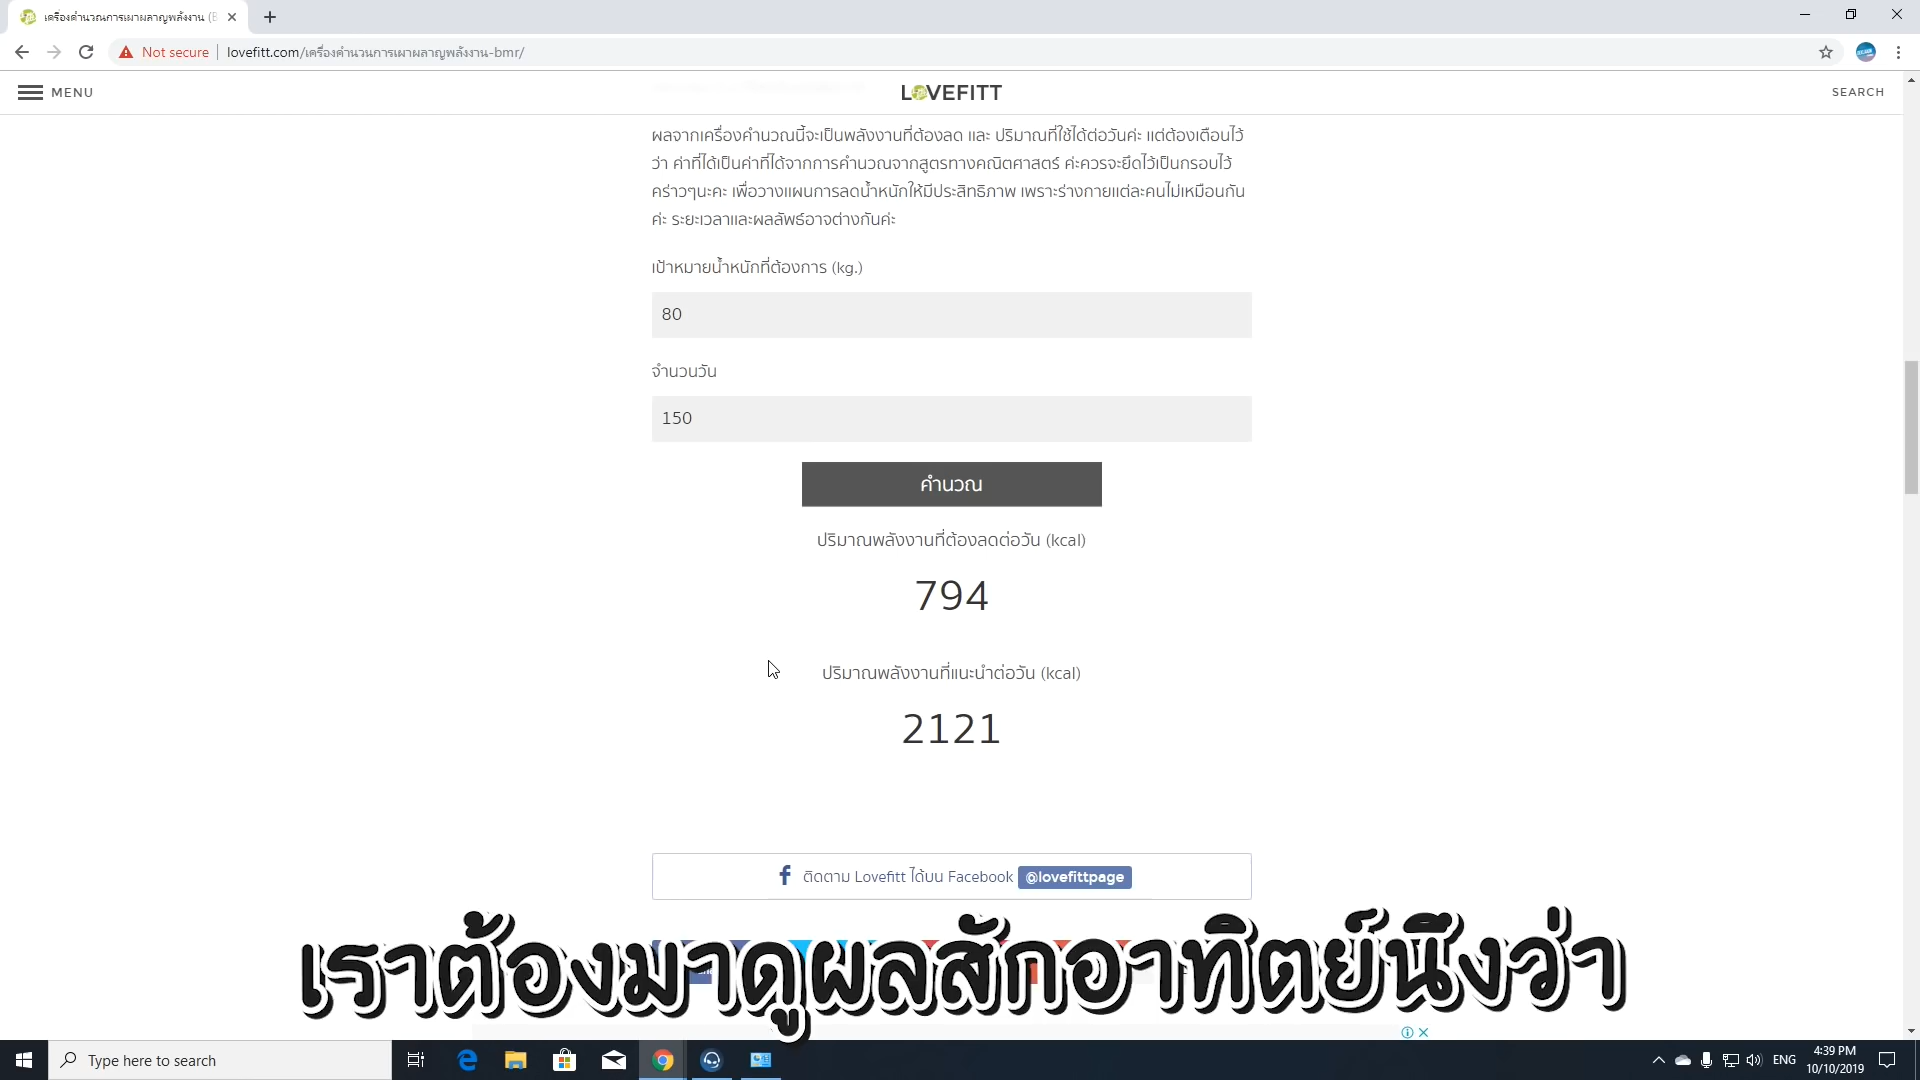 เครื่องคำนวณการเผาผลาญพลังงาน (B
Not secure
lovefitt.com/เครื่องคำนวนการเผาผลาญพลังงาน-bmr/
MENU
LOVEFITT
SEARCH
ผลจากเครื่องคำนวณนี้จะเป็นพลังงานที่ต้องลด และ ปริมาณที่ใช้ได้ต่อวันค่ะ แต่ต้องเตือนไว้
ว่า ค่าที่ได้เป็นค่าที่ได้จากการคำนวณจากสูตรทางคณิตศาสตร์ ค่ะควรจะยึดไว้เป็นกรอบไว้
คร่าวๆนะคะ เพื่อวางแผนการลดน้ำหนักให้มีประสิทธิภาพ เพราะร่างกายแต่ละคนไม่เหมือนกัน
ค่ะ ระยะเวลาและผลลัพธ์อาจต่างกันค่ะ
เป้าหมายน้ำหนักที่ต้องการ (kg.)
80
จำนวนวัน
150
คำนวณ
ปริมาณพลังงานที่ต้องลดต่อวัน (kcal)
794
ปริมาณพลังงานที่แนะนำต่อวัน (kcal)
2121
ติดตาม Lovefitt ได้บน Facebook @lovefittpage
เราต้องมาดูผลสักอาทิตย์นึงว่า
Type here to search
ENG
4:39 PM
10/10/2019